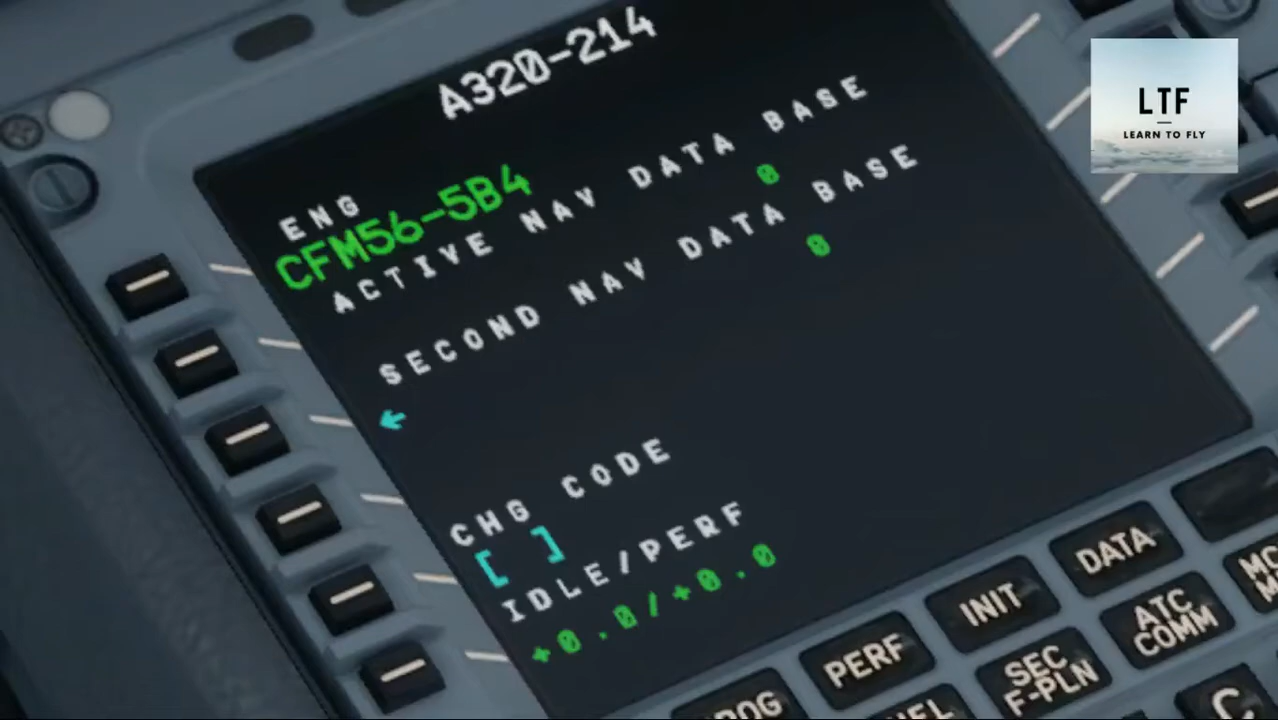 A320-214
ENG
CFM56-5B4
ACTIVE NAV DATA BASE
0
SECOND NAV DATA BASE
0
←
CHG CODE
[ ]
IDLE/PERF
+0.0/+0.0
LTF
LEARN TO FLY
DATA
INIT
PERF
ATC
COMM
SEC
F-PLN
C